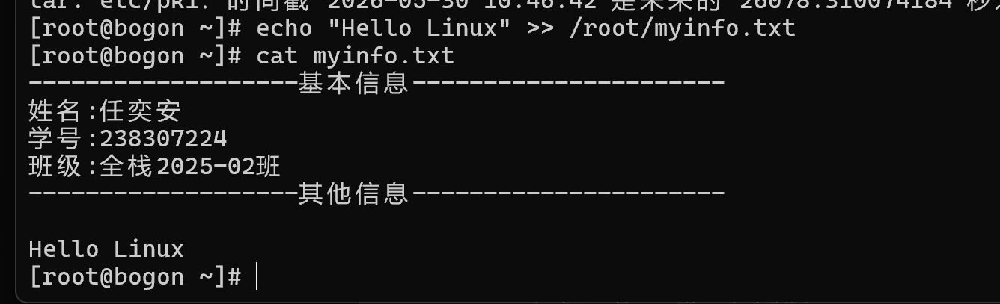 tar: etc/pki: 时间戳 2026-05-30 10:46:42 是未来的 26078.310074184 秒
[root@bogon ~]# echo "Hello Linux" >> /root/myinfo.txt
[root@bogon ~]# cat myinfo.txt
-------------------基本信息----------------------
姓名:任奕安
学号:238307224
班级:全栈2025-02班
-------------------其他信息----------------------
Hello Linux
[root@bogon ~]#